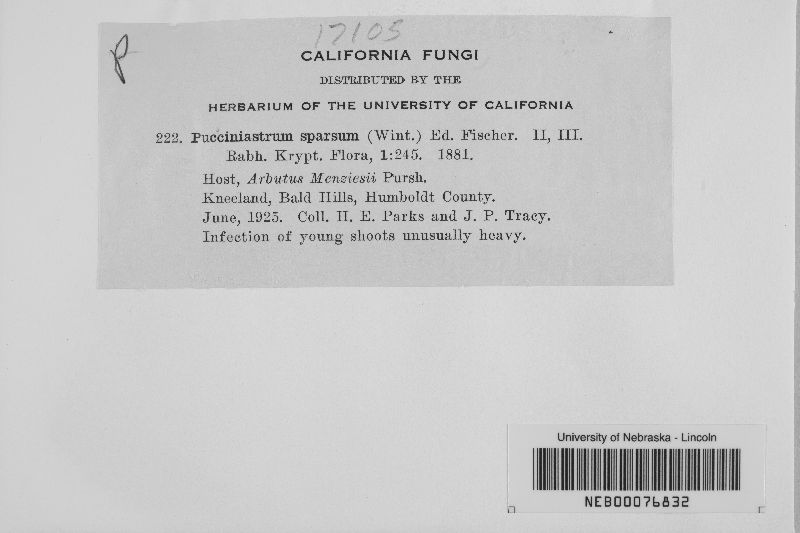 17105
P
CALIFORNIA FUNGI
DISTRIBUTED BY THE
HERBARIUM OF THE UNIVERSITY OF CALIFORNIA
222. Pucciniastrum sparsum (Wint.) Ed. Fischer. II, III.
Rabh. Krypt. Flora, 1:245. 1881.
Host, Arbutus Menziesii Pursh.
Kneeland, Bald Hills, Humboldt County.
June, 1925. Coll. H. E. Parks and J. P. Tracy.
Infection of young shoots unusually heavy.
University of Nebraska - Lincoln
NEB00076832